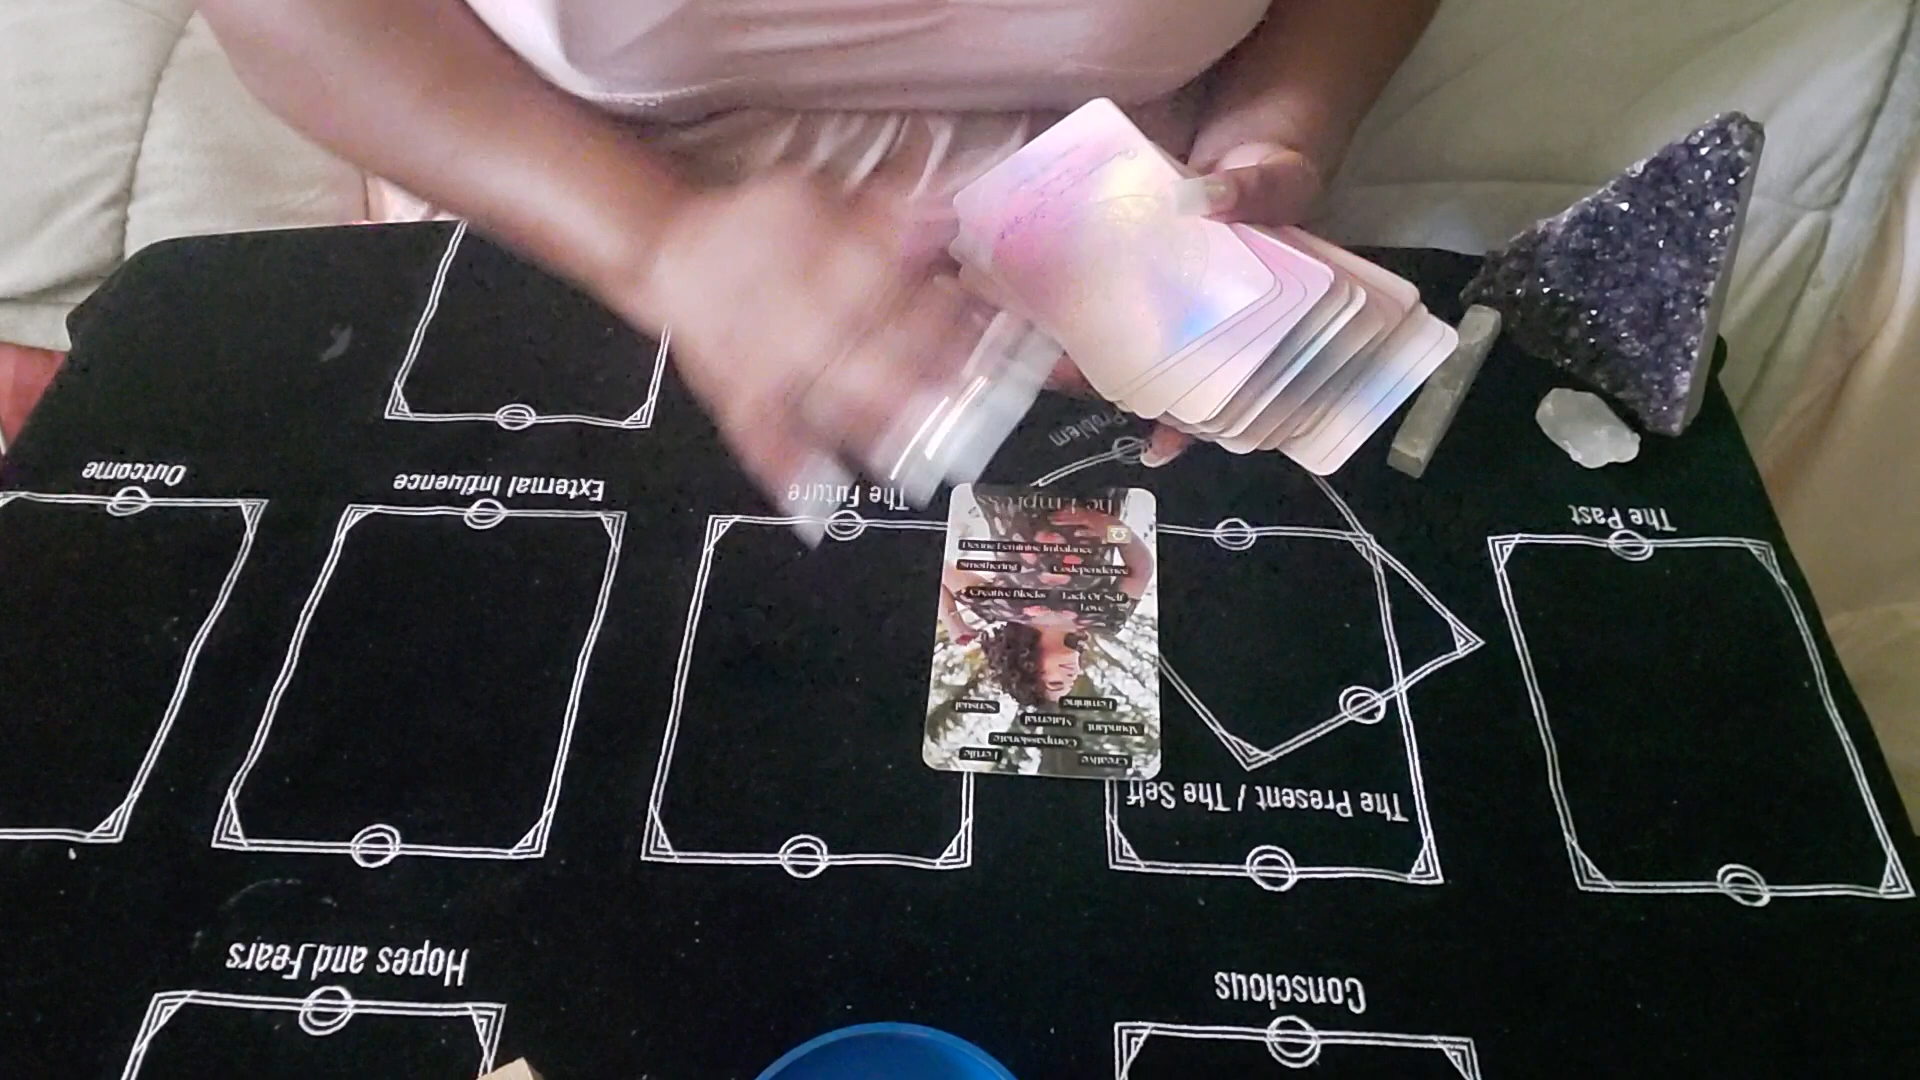 Problem
Outcome
External Influence
The Future
The Past
The Empress
Devine Feminine Imbalance
Smothering
Codependence
Creative Blocks
Lack Of Self
Love
Sensual
Feminine
Maternal
Abundant
Compassionate
Fertile
Creative
The Present / The Self
Hopes and Fears
Conscious